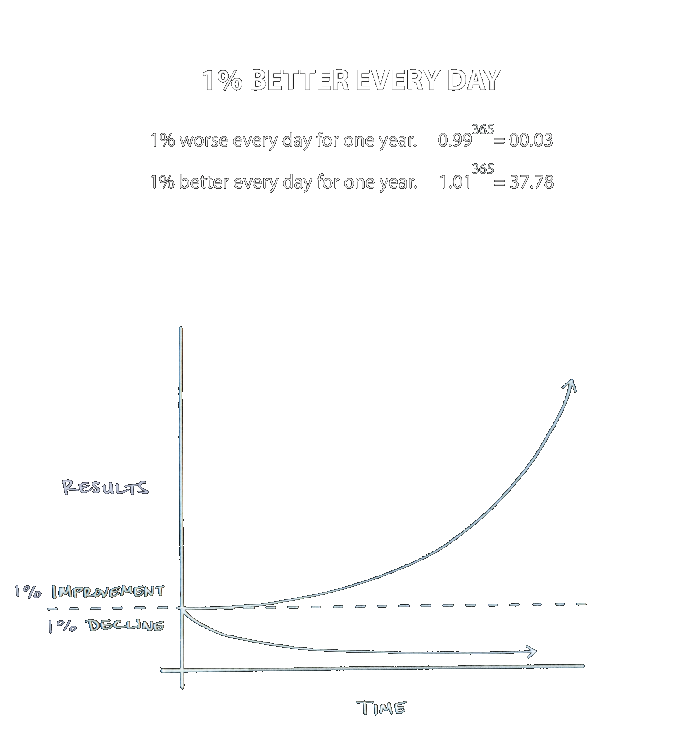 1% BETTER EVERY DAY
1% worse every day for one year. 0.99^365 = 00.03
1% better every day for one year. 1.01^365 = 37.78
RESULTS
1% IMPROVEMENT
1% DECLINE
TIME